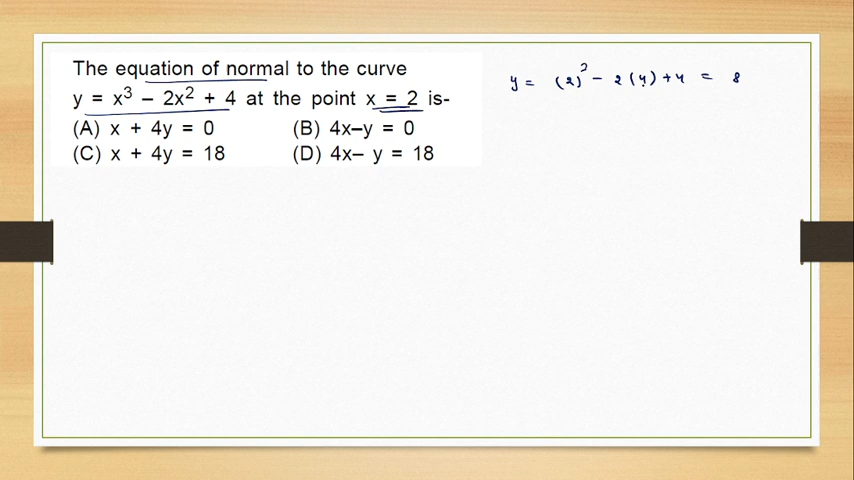 The equation of normal to the curve
y = x³ − 2x² + 4 at the point x = 2 is-
(A) x + 4y = 0 (B) 4x–y = 0
(C) x + 4y = 18 (D) 4x– y = 18
y = (2)³ − 2(4) + 4 = 8